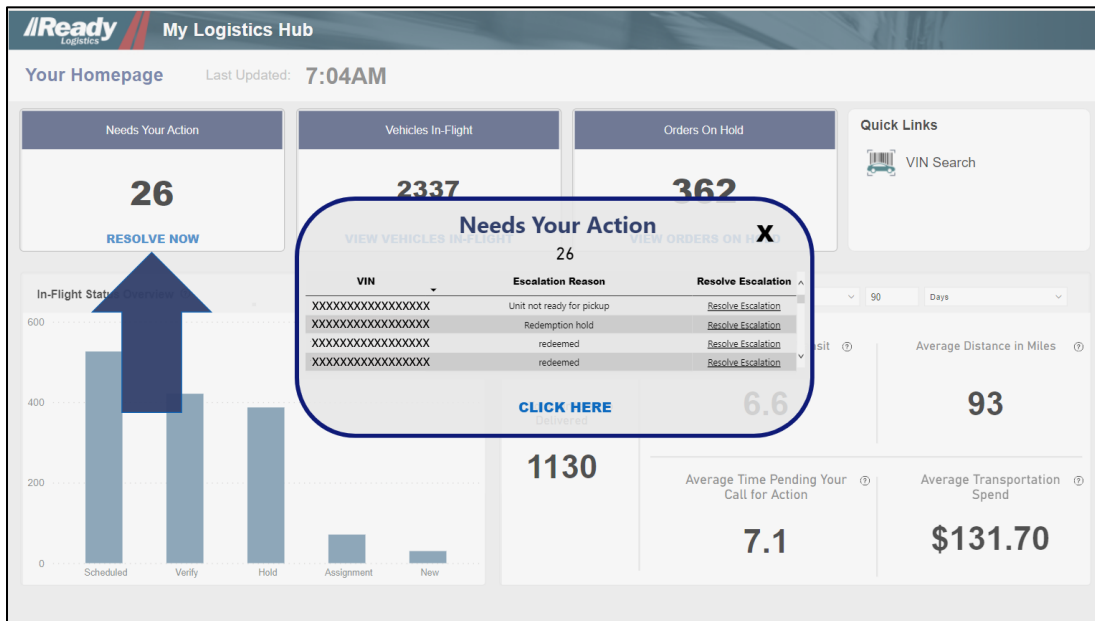 //Ready
Logistics
My Logistics Hub
Your Homepage
Last Updated: 7:04AM
Needs Your Action
26
RESOLVE NOW
Vehicles In-Flight
2337
VIEW VEHICLES IN-FLIGHT
Orders On Hold
362
VIEW ORDERS ON HOLD
Quick Links
VIN Search
Needs Your Action
X
26
VIN Escalation Reason Resolve Escalation
XXXXXXXXXXXXXXXXX Unit not ready for pickup Resolve Escalation
XXXXXXXXXXXXXXXXX Redemption hold Resolve Escalation
XXXXXXXXXXXXXXXXX redeemed Resolve Escalation
XXXXXXXXXXXXXXXXX redeemed Resolve Escalation
CLICK HERE
In-Flight Status Overview
600
400
200
0
Scheduled Verify Hold Assignment New
90 Days
Delivered
1130
6.6
Average Distance in Miles
93
Average Time Pending Your
Call for Action
7.1
Average Transportation
Spend
$131.70